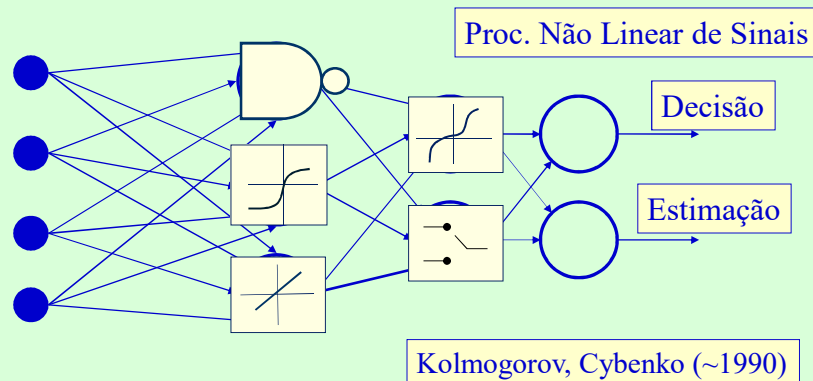 Proc. Não Linear de Sinais
Decisão
Estimação
Kolmogorov, Cybenko (~1990)